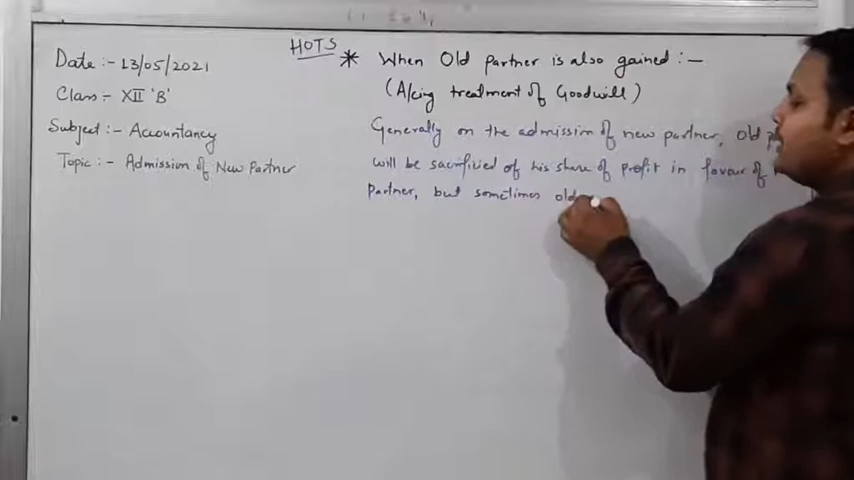 Date :- 13/05/2021
Class :- XII 'B'
Subject :- Accountancy
Topic :- Admission of New Partner
HOTS
* When Old partner is also gained :-
(A/cing treatment of Goodwill)
Generally on the admission of new partner, old
will be sacrificed of his share of profit in favour of
Partner, but sometimes old